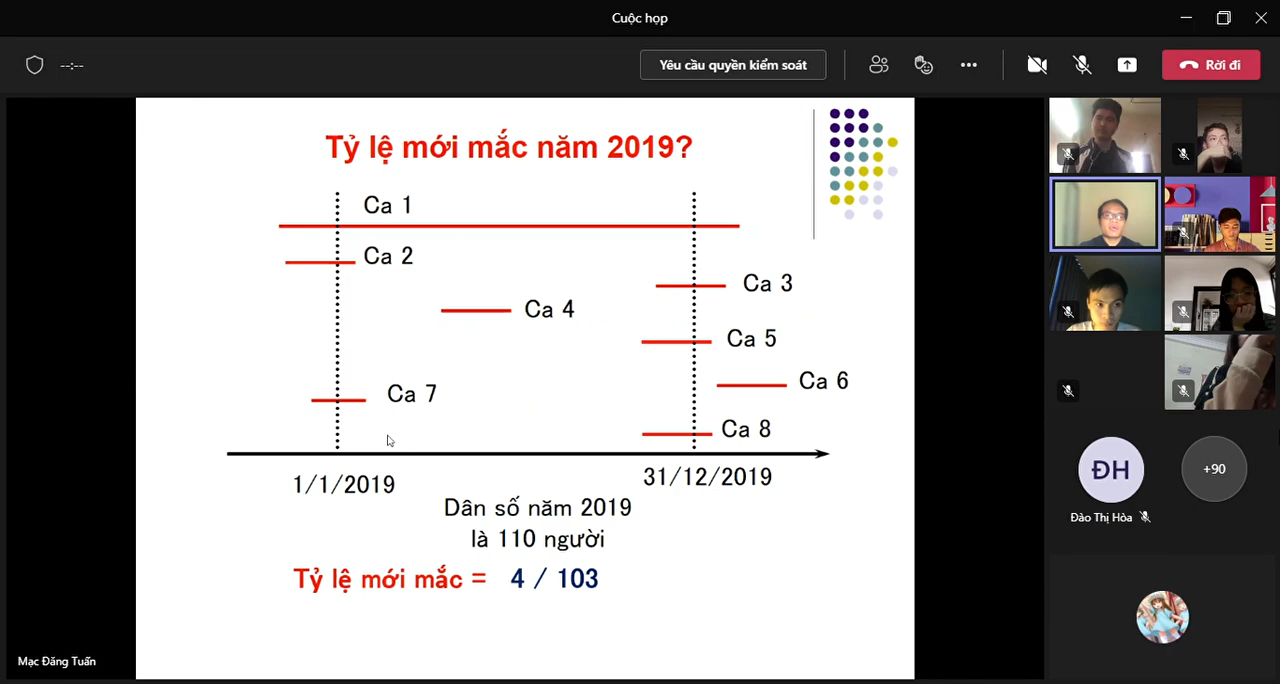 Cuộc họp
--:--
Yêu cầu quyền kiểm soát
Rời đi
Tỷ lệ mới mắc năm 2019?
Ca 1
Ca 2
Ca 3
Ca 4
Ca 5
Ca 6
Ca 7
Ca 8
1/1/2019
31/12/2019
Dân số năm 2019
là 110 người
Tỷ lệ mới mắc = 4 / 103
Mạc Đăng Tuấn
ĐH
+90
Đào Thị Hòa